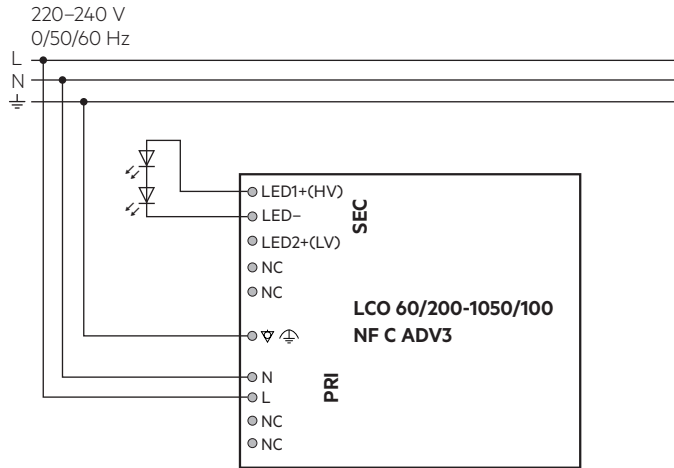 220–240 V
0/50/60 Hz
L
N
LED1+(HV)
LED–
LED2+(LV)
NC
NC
SEC
LCO 60/200-1050/100
NF C ADV3
N
L
NC
NC
PRI